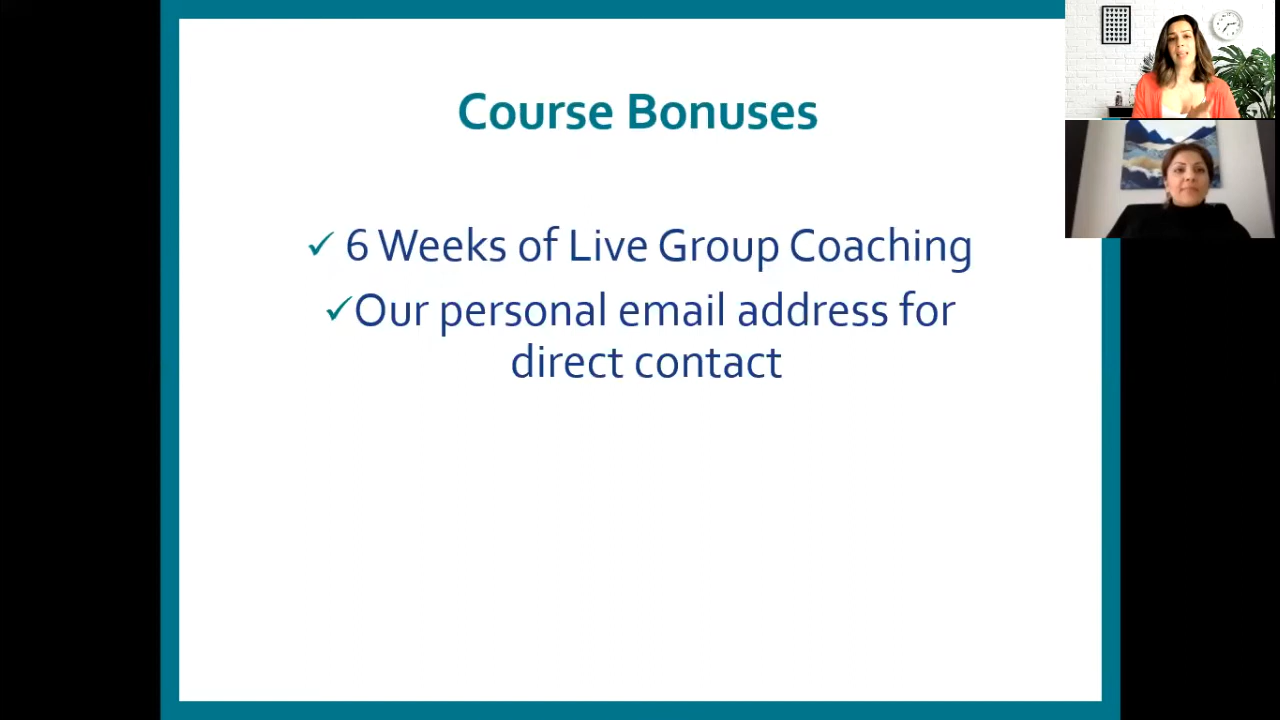 Course Bonuses
✓ 6 Weeks of Live Group Coaching
✓Our personal email address for
direct contact